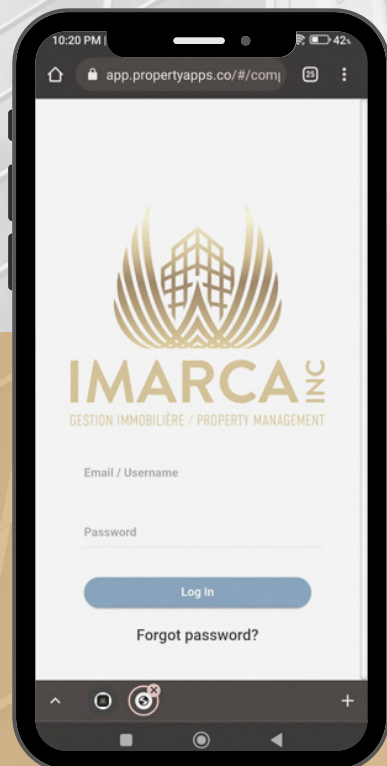 10:20 PM |
42%
app.propertyapps.co/#/comp
25
IMARCA INC
GESTION IMMOBILIÈRE / PROPERTY MANAGEMENT
Email / Username
Password
Log In
Forgot password?